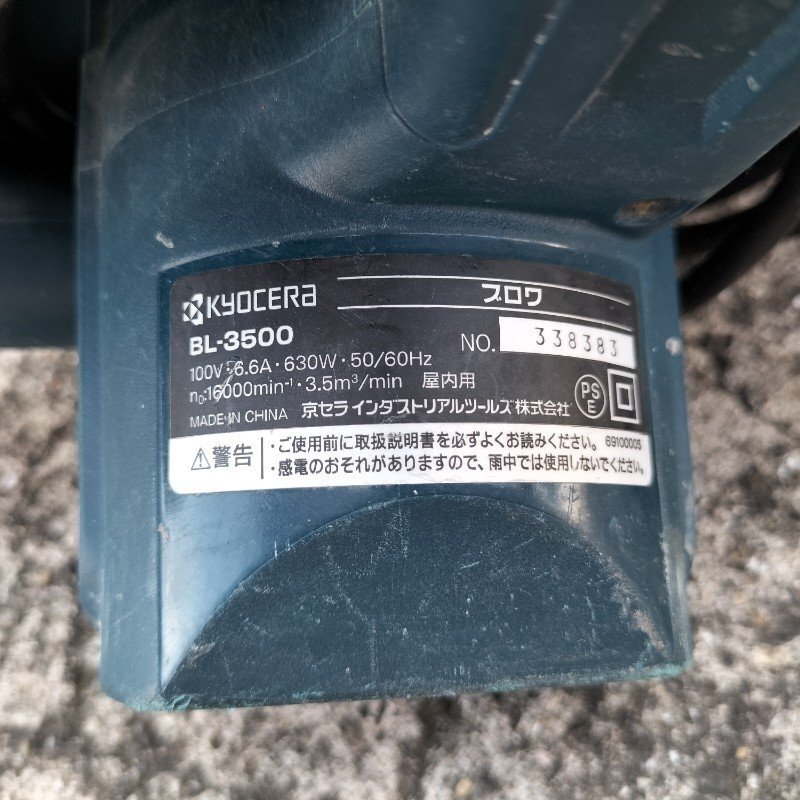 KYOCERA ブロワ
BL-3500 NO. 338383
100V・6.6A・630W・50/60Hz
n₀:16000min⁻¹・3.5m³/min 屋内用
PS
E
MADE IN CHINA 京セラ インダストリアルツールズ株式会社
⚠警告
・ご使用前に取扱説明書を必ずよくお読みください。 69100005
・感電のおそれがありますので、雨中では使用しないでください。